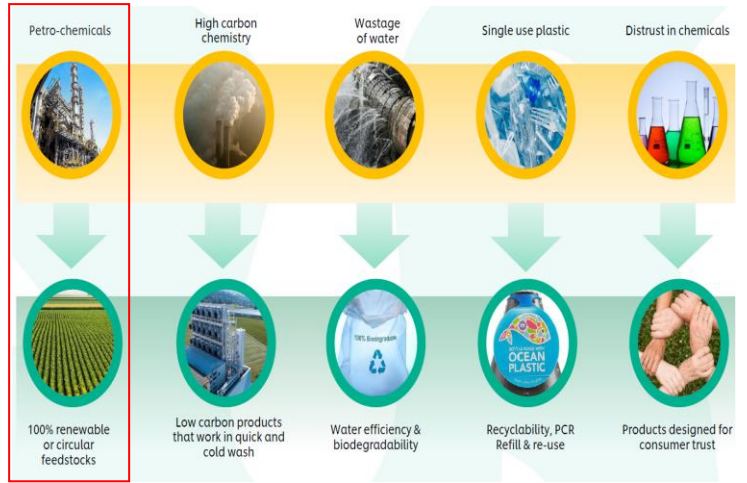 Petro-chemicals
High carbon
chemistry
Wastage
of water
Single use plastic
Distrust in chemicals
100% Biodegradable
OCEAN
PLASTIC
100% renewable
or circular
feedstocks
Low carbon products
that work in quick and
cold wash
Water efficiency &
biodegradability
Recyclability, PCR
Refill & re-use
Products designed for
consumer trust